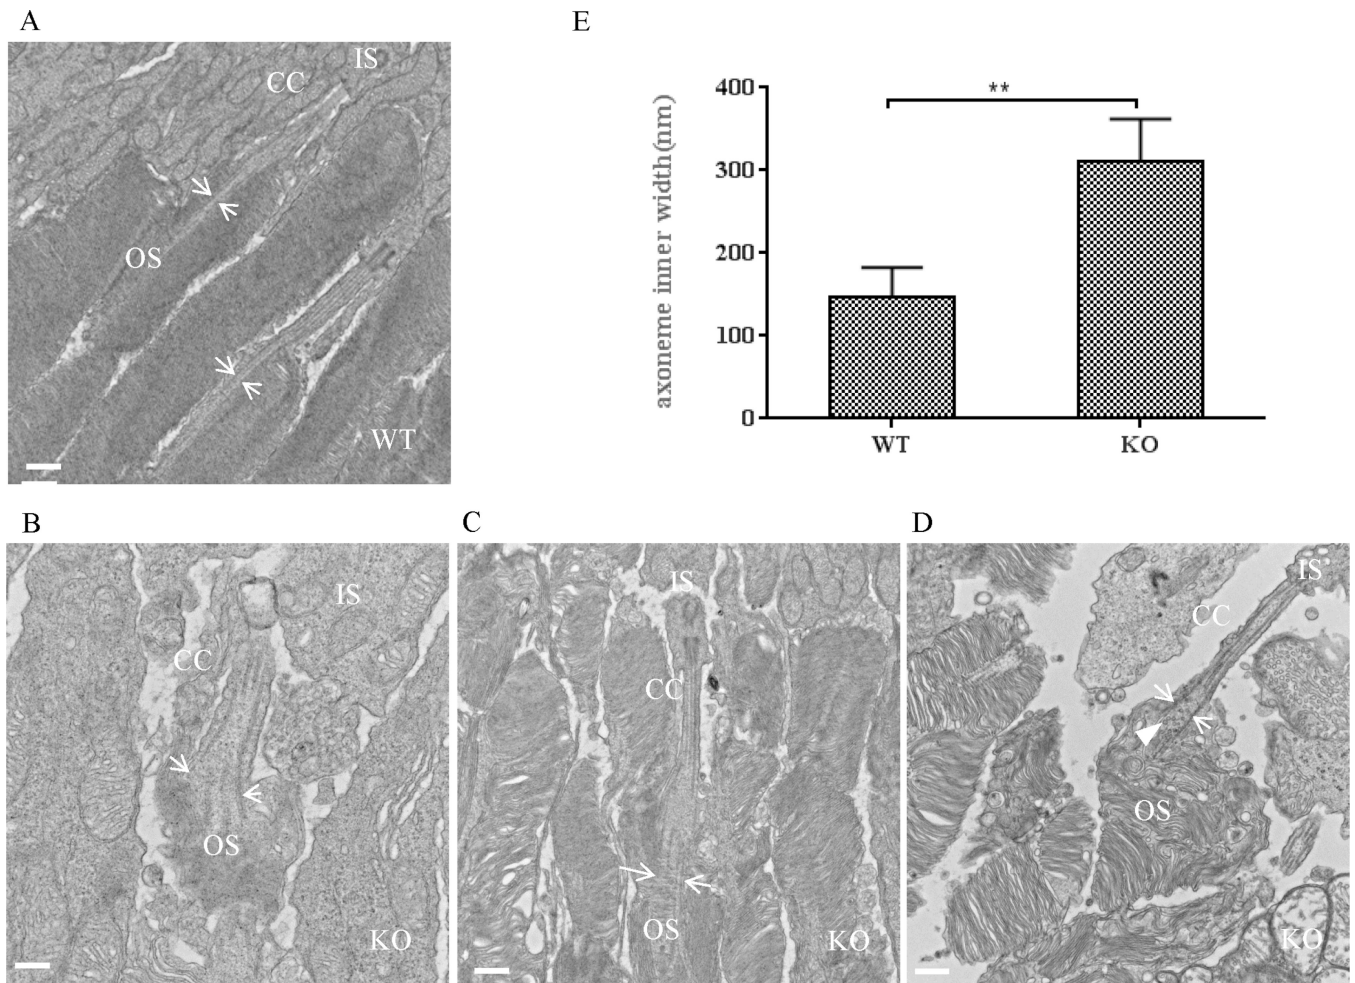 A
E
IS
CC
OS
WT
400
300
200
100
0
axoneme inner width(nm)
**
WT
KO
B
C
D
IS
CC
OS
KO
IS
CC
OS
KO
IS
CC
OS
KO